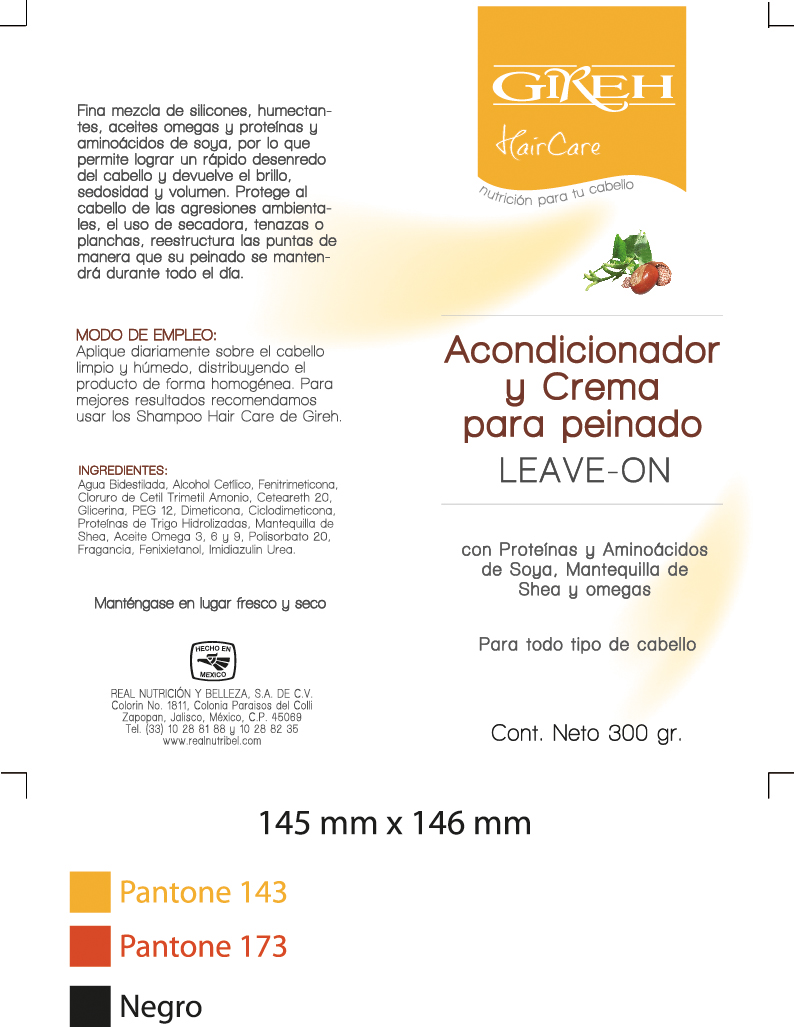 Fina mezcla de silicones, humectan-
tes, aceites omegas y proteínas y
aminoácidos de soya, por lo que
permite lograr un rápido desenredo
del cabello y devuelve el brillo,
sedosidad y volumen. Protege al
cabello de las agresiones ambienta-
les, el uso de secadora, tenazas o
planchas, reestructura las puntas de
manera que su peinado se manten-
drá durante todo el día.
MODO DE EMPLEO:
Aplique diariamente sobre el cabello
limpio y húmedo, distribuyendo el
producto de forma homogénea. Para
mejores resultados recomendamos
usar los Shampoo Hair Care de Gireh.
INGREDIENTES:
Agua Bidestilada, Alcohol Cetílico, Fenitrimeticona,
Cloruro de Cetil Trimetil Amonio, Ceteareth 20,
Glicerina, PEG 12, Dimeticona, Ciclodimeticona,
Proteínas de Trigo Hidrolizadas, Mantequilla de
Shea, Aceite Omega 3, 6 y 9, Polisorbato 20,
Fragancia, Fenixietanol, Imidiazulin Urea.
Manténgase en lugar fresco y seco
HECHO EN
MEXICO
REAL NUTRICIÓN Y BELLEZA, S.A. DE C.V.
Colorin No. 1811, Colonia Paraisos del Colli
Zapopan, Jalisco, México, C.P. 45069
Tel. (33) 10 28 81 88 y 10 28 82 35
www.realnutribel.com
GIREH
HairCare
nutrición para tu cabello
Acondicionador
y Crema
para peinado
LEAVE-ON
con Proteínas y Aminoácidos
de Soya, Mantequilla de
Shea y omegas
Para todo tipo de cabello
Cont. Neto 300 gr.
145 mm x 146 mm
Pantone 143
Pantone 173
Negro